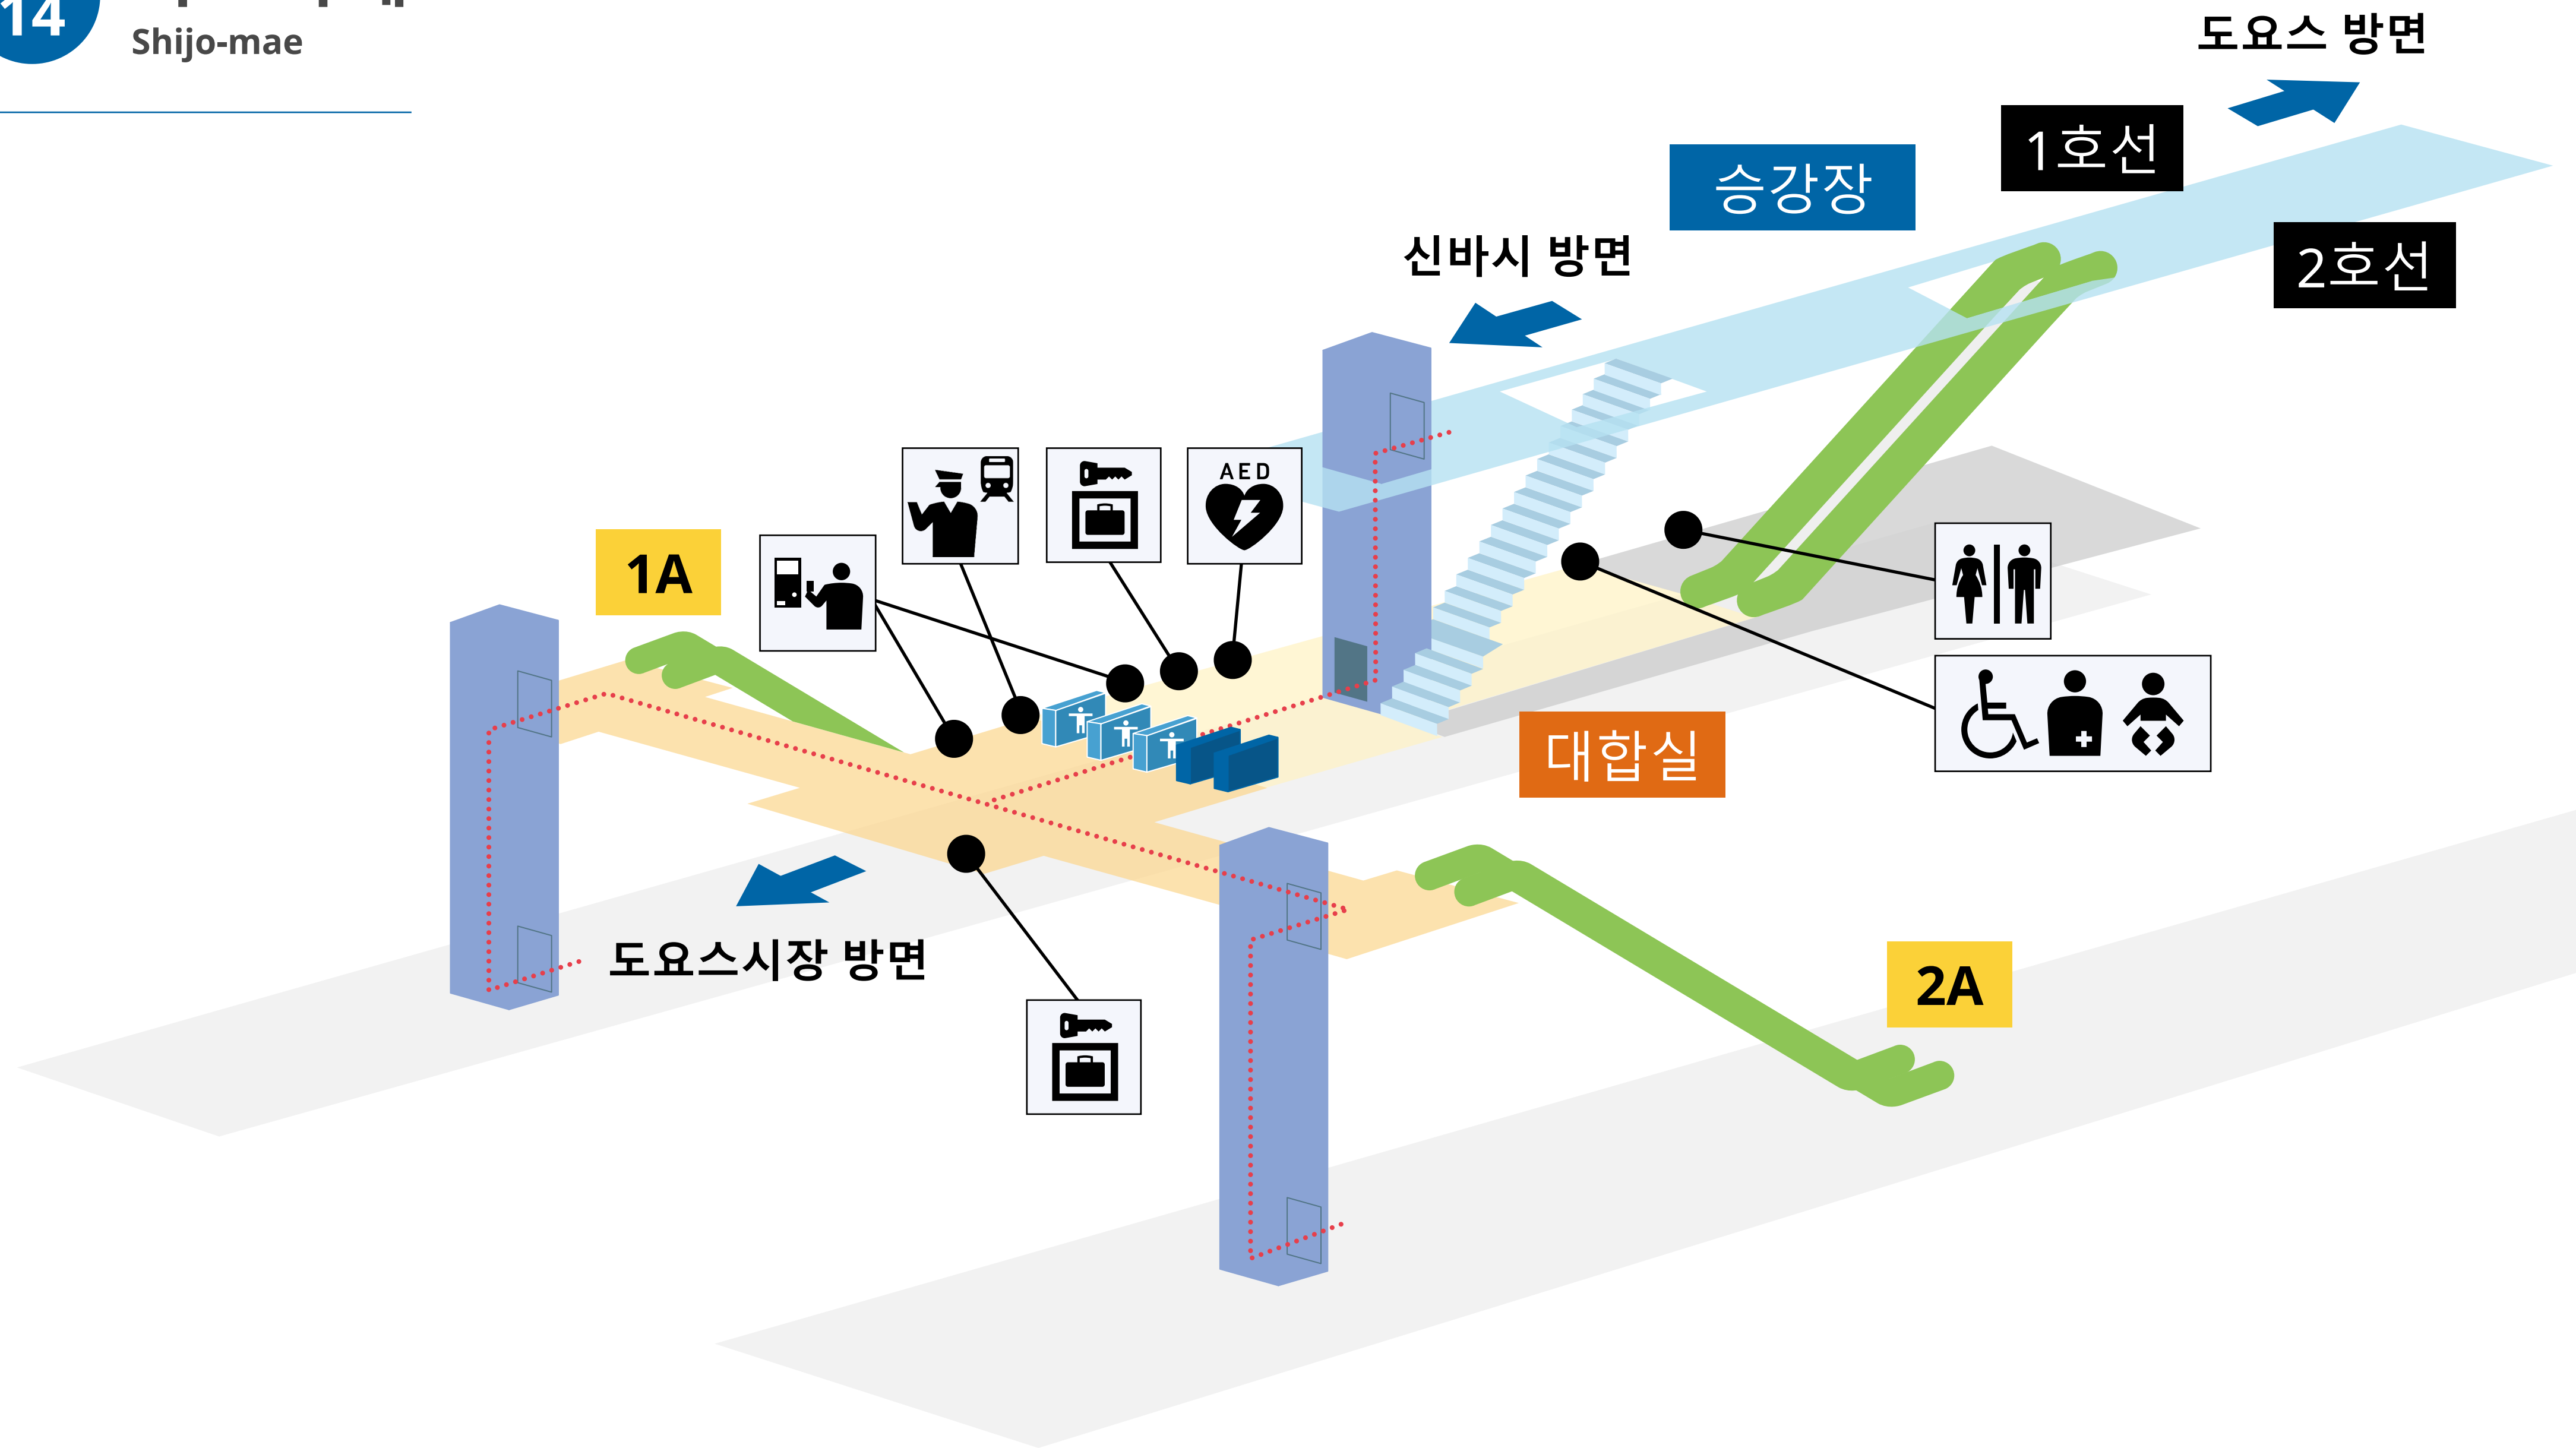 14
Shijo-mae
도요스 방면
1호선
승강장
2호선
신바시 방면
AED
1A
대합실
도요스시장 방면
2A